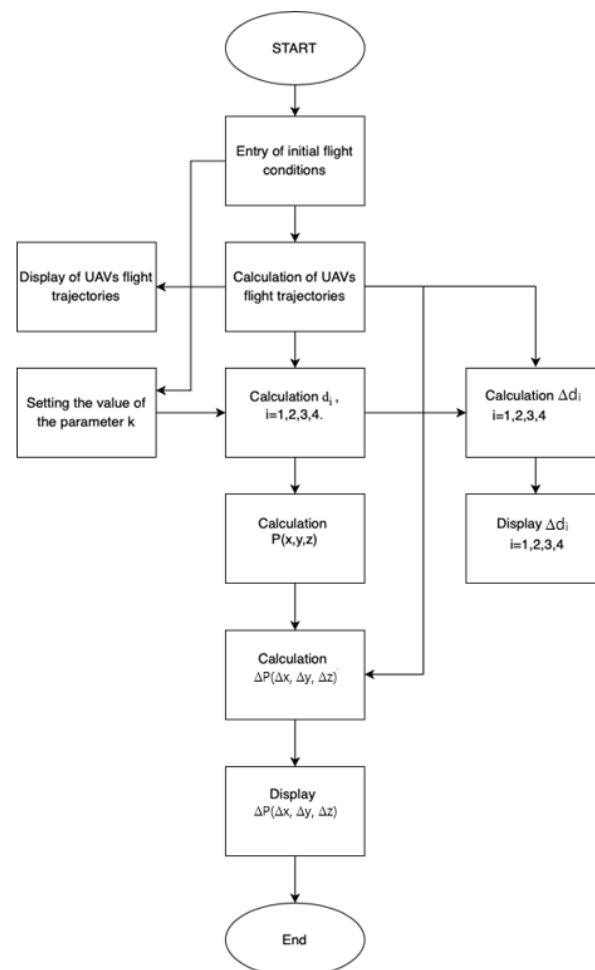 START
Entry of initial flight
conditions
Display of UAVs flight
trajectories
Calculation of UAVs
flight trajectories
Setting the value of
the parameter k
Calculation dᵢ ,
i=1,2,3,4.
Calculation Δdᵢ
i=1,2,3,4
Calculation
P(x,y,z)
Display Δdᵢ
i=1,2,3,4
Calculation
ΔP(Δx, Δy, Δz)
Display
ΔP(Δx, Δy, Δz)
End